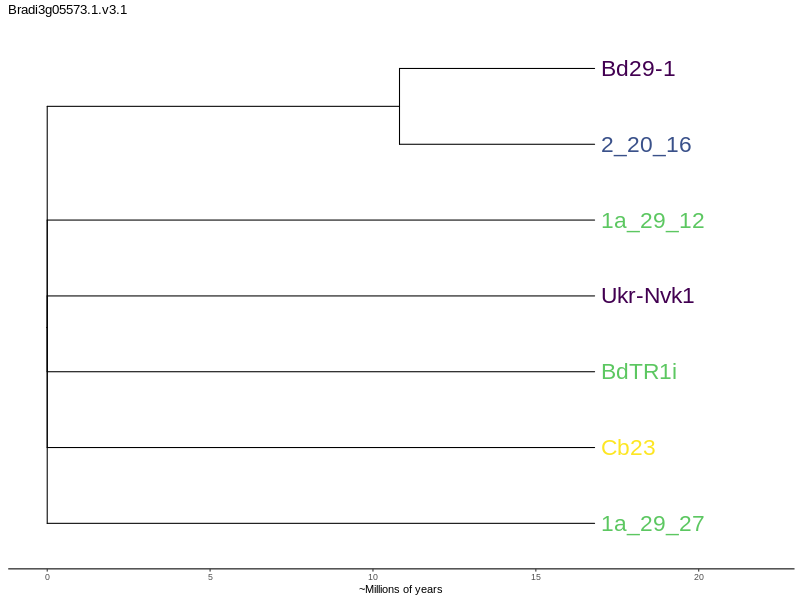 Bradi3g05573.1.v3.1
Bd29-1
2_20_16
1a_29_12
Ukr-Nvk1
BdTR1i
Cb23
1a_29_27
0 5 10 15 20
~Millions of years